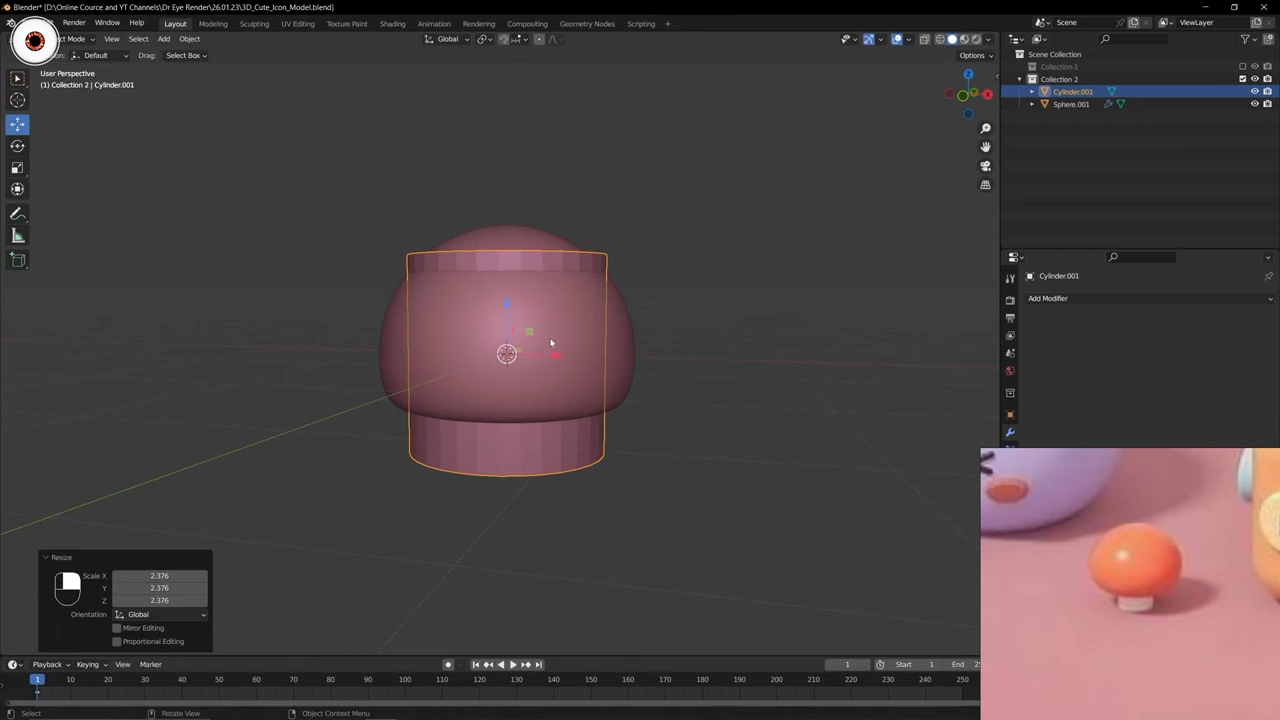 Blender* [D:\Online Cource and YT Channels\Dr Eye Render\26.01.23\3D_Cute_Icon_Model.blend]
Render Window Help Layout Modeling Sculpting UV Editing Texture Paint Shading Animation Rendering Compositing Geometry Nodes Scripting + Scene ViewLayer
Mode View Select Add Object Global
Default Drag: Select Box Options
User Perspective
(1) Collection 2 | Cylinder.001
Z
X
Scene Collection
Collection-1
Collection 2
Cylinder.001
Sphere.001
Cylinder.001
Add Modifier
Resize
Scale X 2.376
Y 2.376
Z 2.376
Orientation Global
Mirror Editing
Proportional Editing
Playback Keying View Marker 1 Start 1 End
1 10 20 30 40 50 60 70 80 90 100 110 120 130 140 150 160 170 180 190 200 210 220 230 240 250
Select Rotate View Object Context Menu